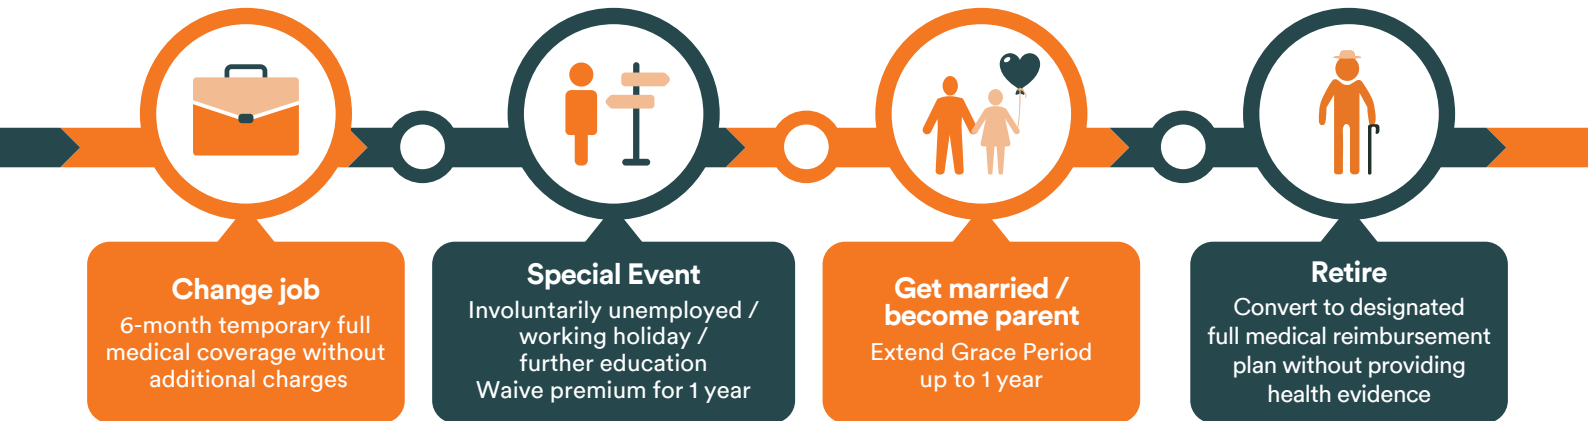 Change job
6-month temporary full
medical coverage without
additional charges
Special Event
Involuntarily unemployed /
working holiday /
further education
Waive premium for 1 year
Get married /
become parent
Extend Grace Period
up to 1 year
Retire
Convert to designated
full medical reimbursement
plan without providing
health evidence